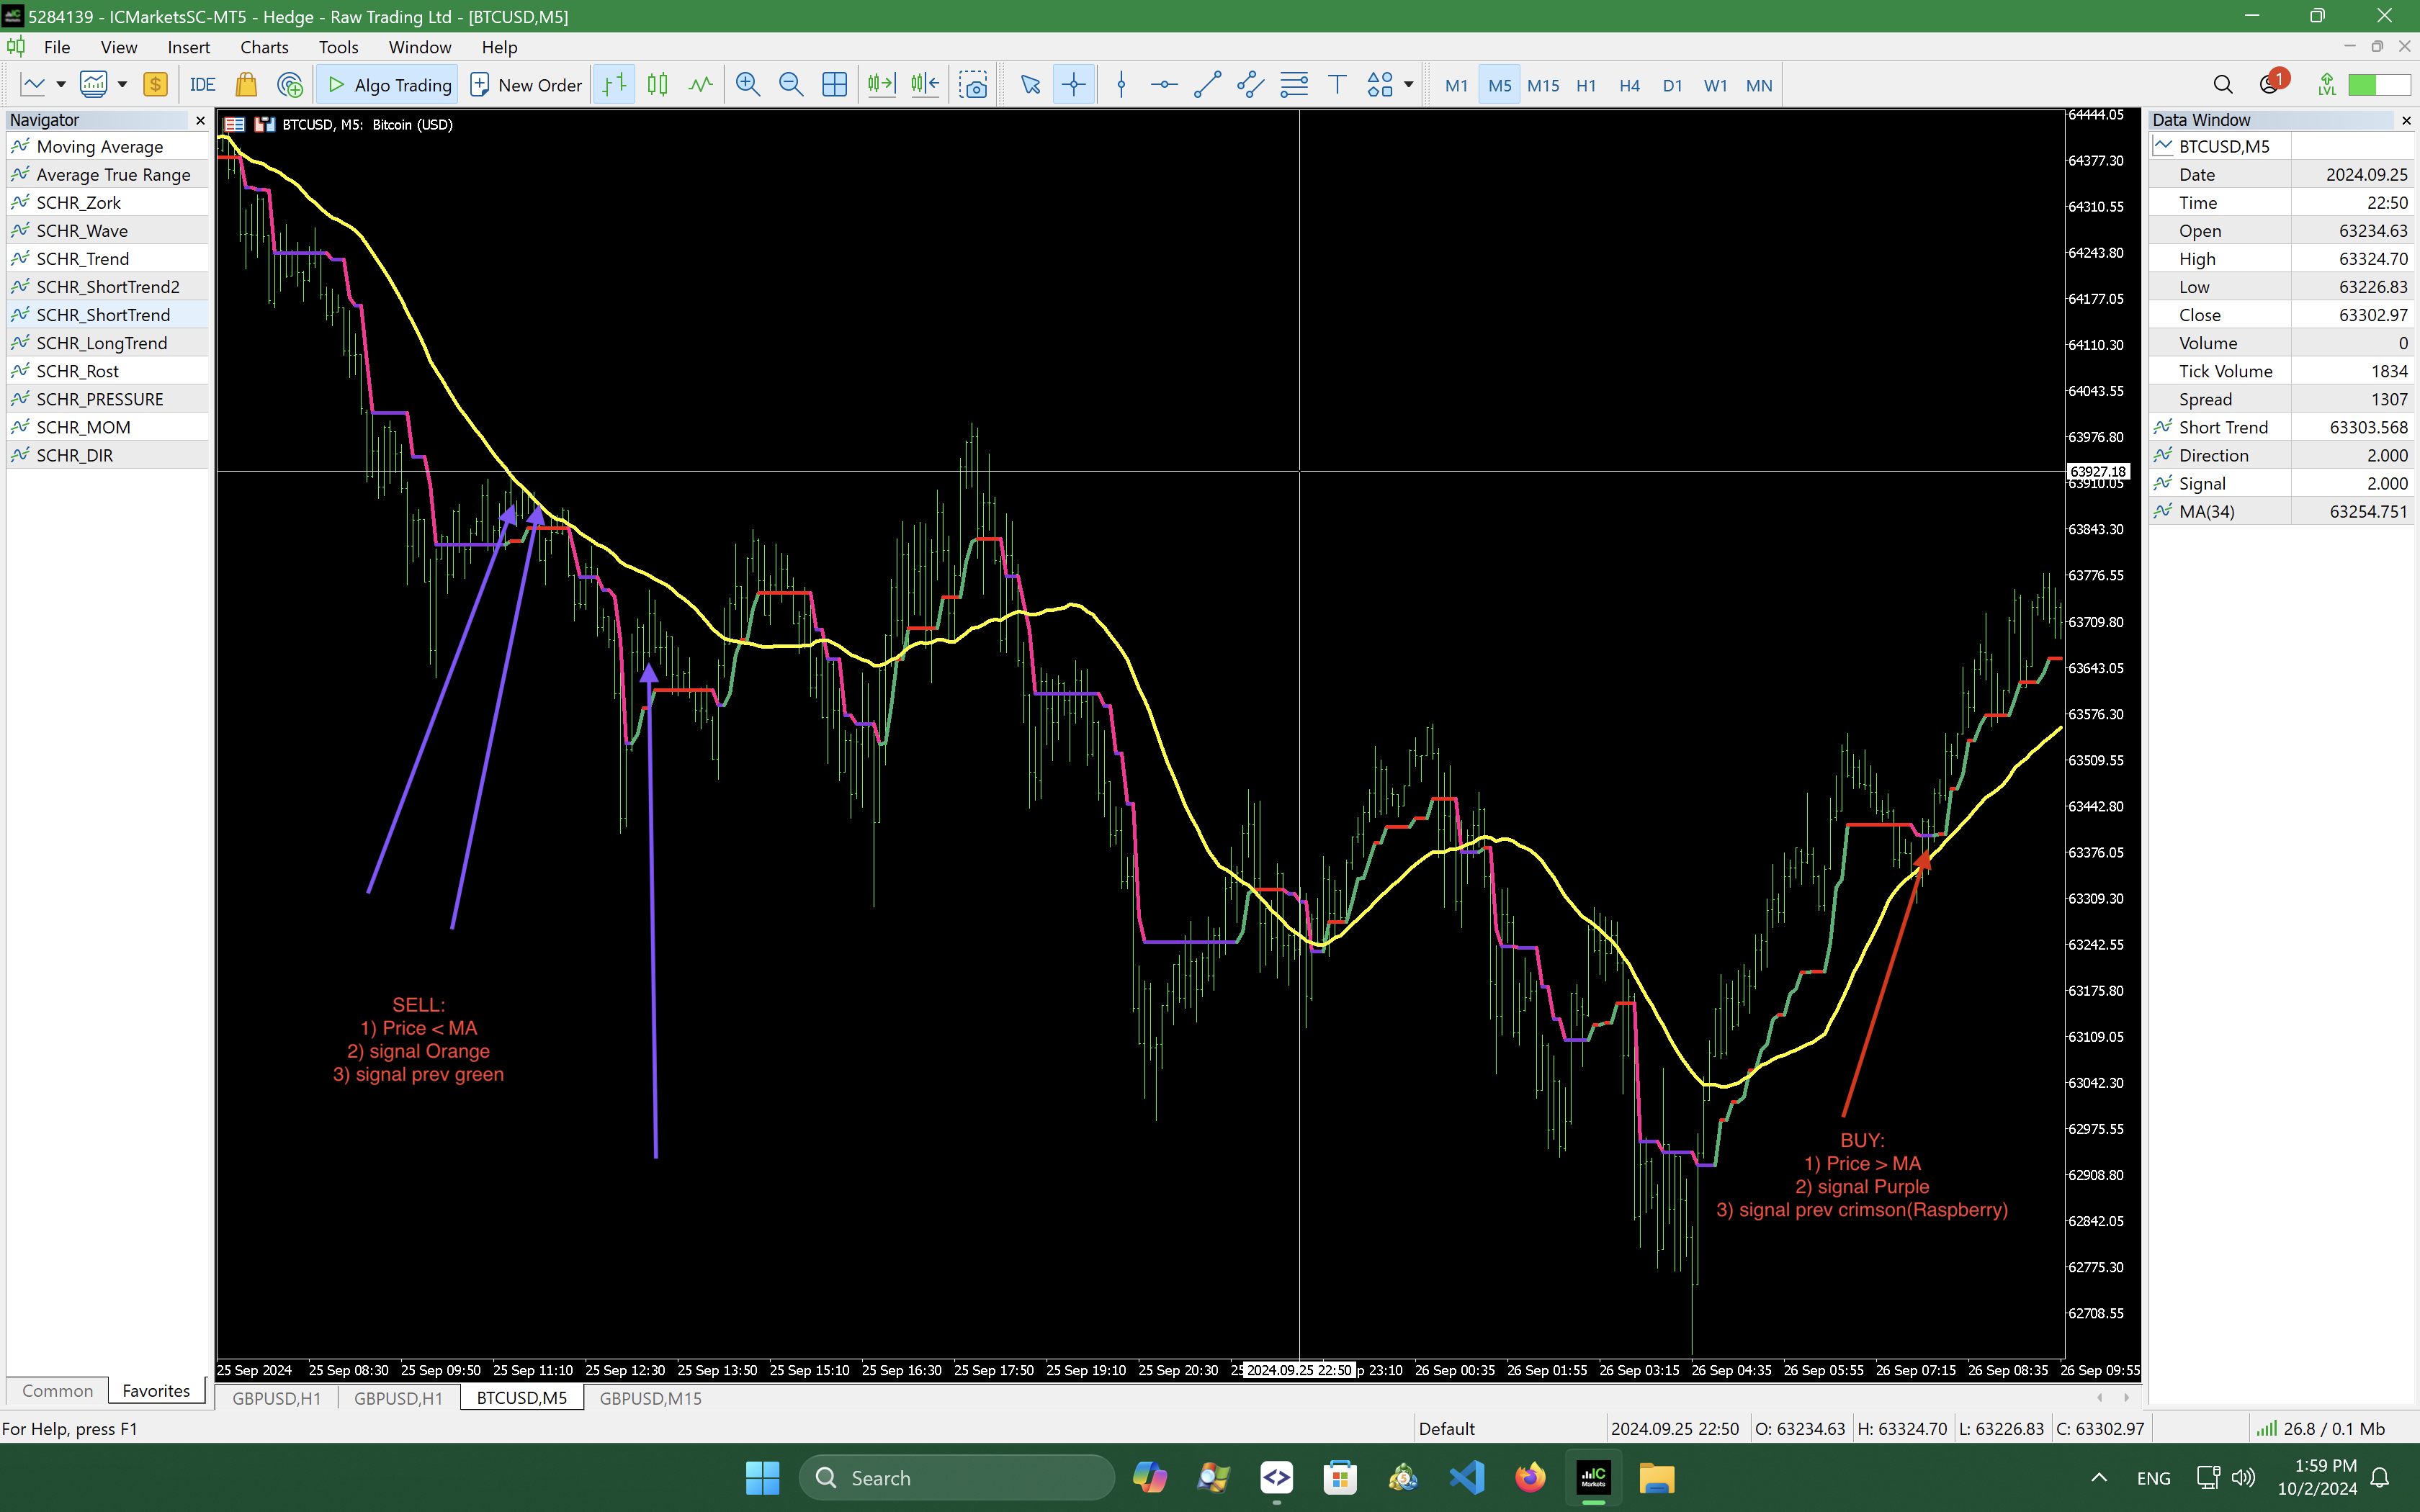 5284139 - ICMarketsSC-MT5 - Hedge - Raw Trading Ltd - [BTCUSD,M5]
File View Insert Charts Tools Window Help
IDE Algo Trading New Order M1 M5 M15 H1 H4 D1 W1 MN 1 LVL
Navigator
Moving Average
Average True Range
SCHR_Zork
SCHR_Wave
SCHR_Trend
SCHR_ShortTrend2
SCHR_ShortTrend
SCHR_LongTrend
SCHR_Rost
SCHR_PRESSURE
SCHR_MOM
SCHR_DIR
Common Favorites
BTCUSD, M5: Bitcoin (USD)
SELL:
1) Price < MA
2) signal Orange
3) signal prev green
BUY:
1) Price > MA
2) signal Purple
3) signal prev crimson(Raspberry)
64444.05
64377.30
64310.55
64243.80
64177.05
64110.30
64043.55
63976.80
63927.18
63910.05
63843.30
63776.55
63709.80
63643.05
63576.30
63509.55
63442.80
63376.05
63309.30
63242.55
63175.80
63109.05
63042.30
62975.55
62908.80
62842.05
62775.30
62708.55
25 Sep 2024 25 Sep 08:30 25 Sep 09:50 25 Sep 11:10 25 Sep 12:30 25 Sep 13:50 25 Sep 15:10 25 Sep 16:30 25 Sep 17:50 25 Sep 19:10 25 Sep 20:30 25 2024.09.25 22:50 p 23:10 26 Sep 00:35 26 Sep 01:55 26 Sep 03:15 26 Sep 04:35 26 Sep 05:55 26 Sep 07:15 26 Sep 08:35 26 Sep 09:55
GBPUSD,H1 GBPUSD,H1 BTCUSD,M5 GBPUSD,M15
Data Window
BTCUSD,M5
Date 2024.09.25
Time 22:50
Open 63234.63
High 63324.70
Low 63226.83
Close 63302.97
Volume 0
Tick Volume 1834
Spread 1307
Short Trend 63303.568
Direction 2.000
Signal 2.000
MA(34) 63254.751
For Help, press F1 Default 2024.09.25 22:50 O: 63234.63 H: 63324.70 L: 63226.83 C: 63302.97 26.8 / 0.1 Mb
Search IC Markets ENG 1:59 PM
10/2/2024